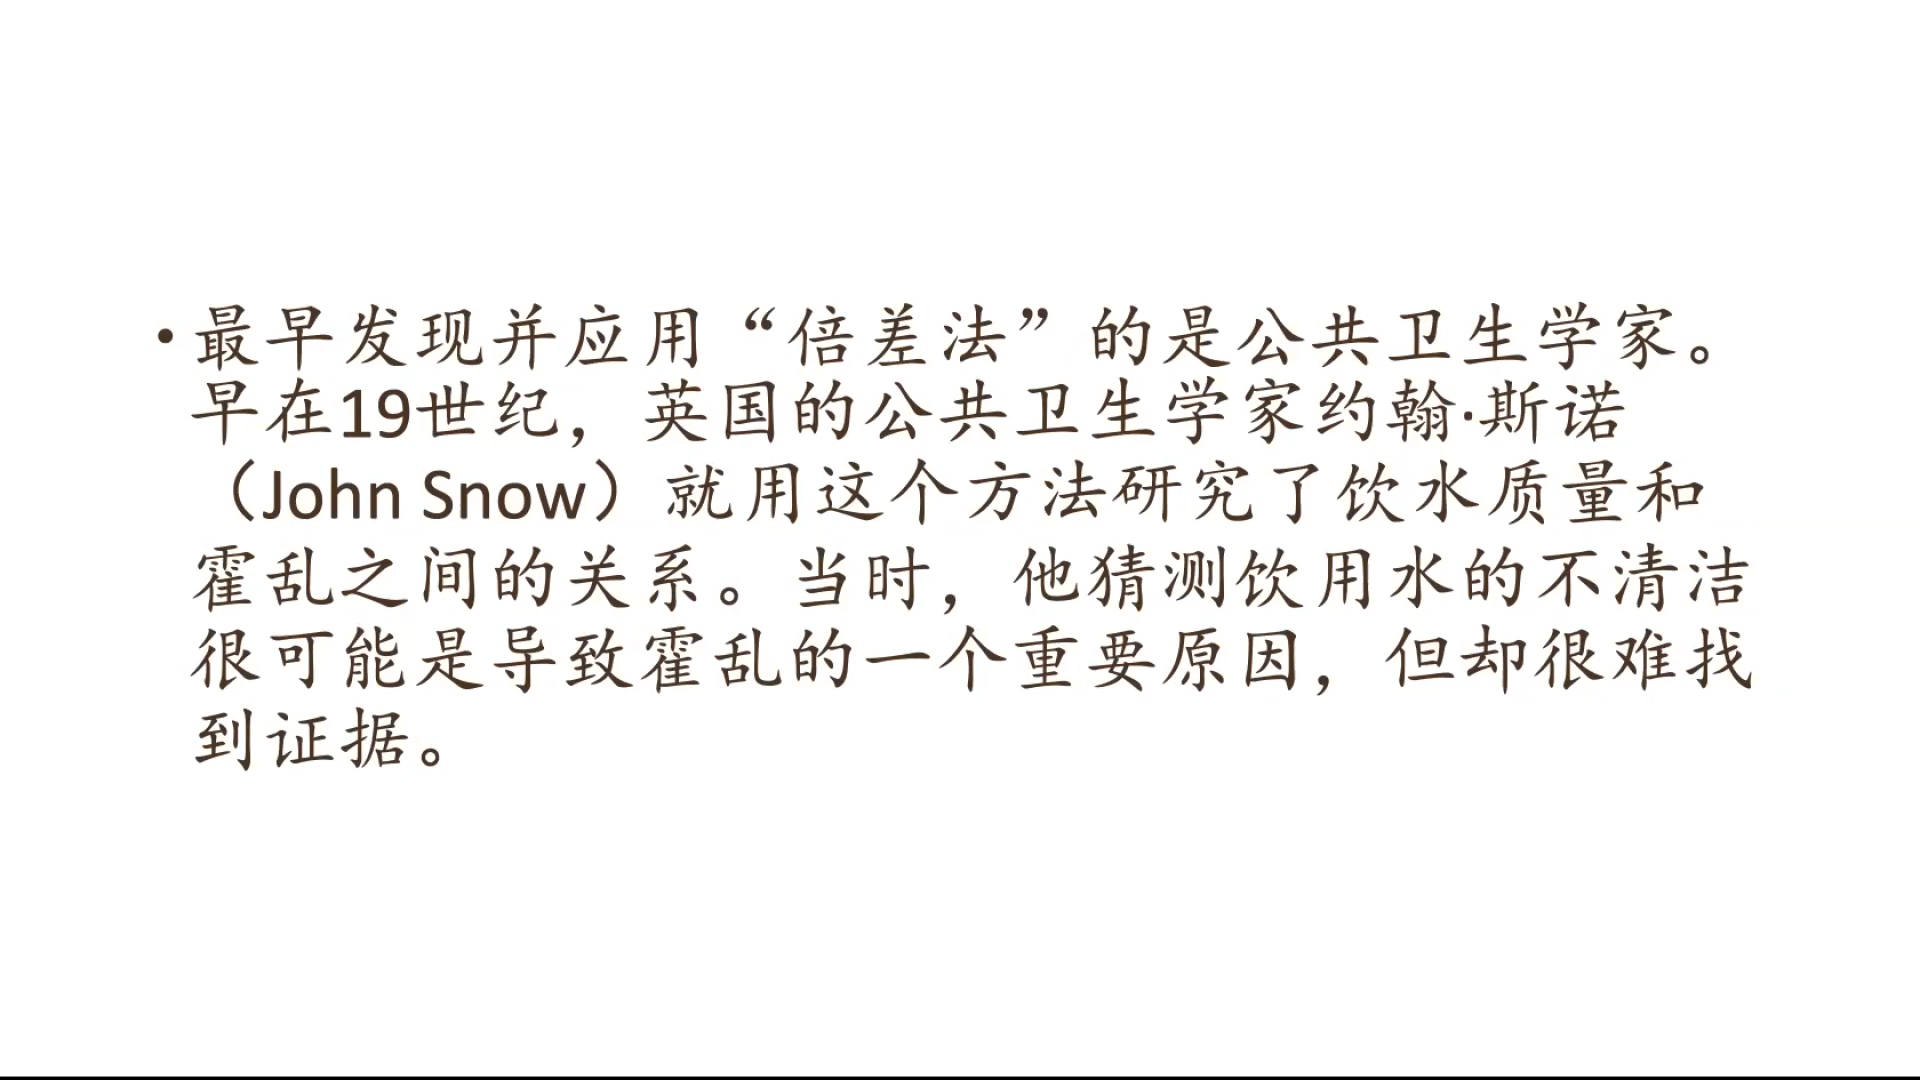 •最早发现并应用“倍差法”的是公共卫生学家。
早在19世纪，英国的公共卫生学家约翰·斯诺
（John Snow）就用这个方法研究了饮水质量和
霍乱之间的关系。当时，他猜测饮用水的不清洁
很可能是导致霍乱的一个重要原因，但却很难找
到证据。